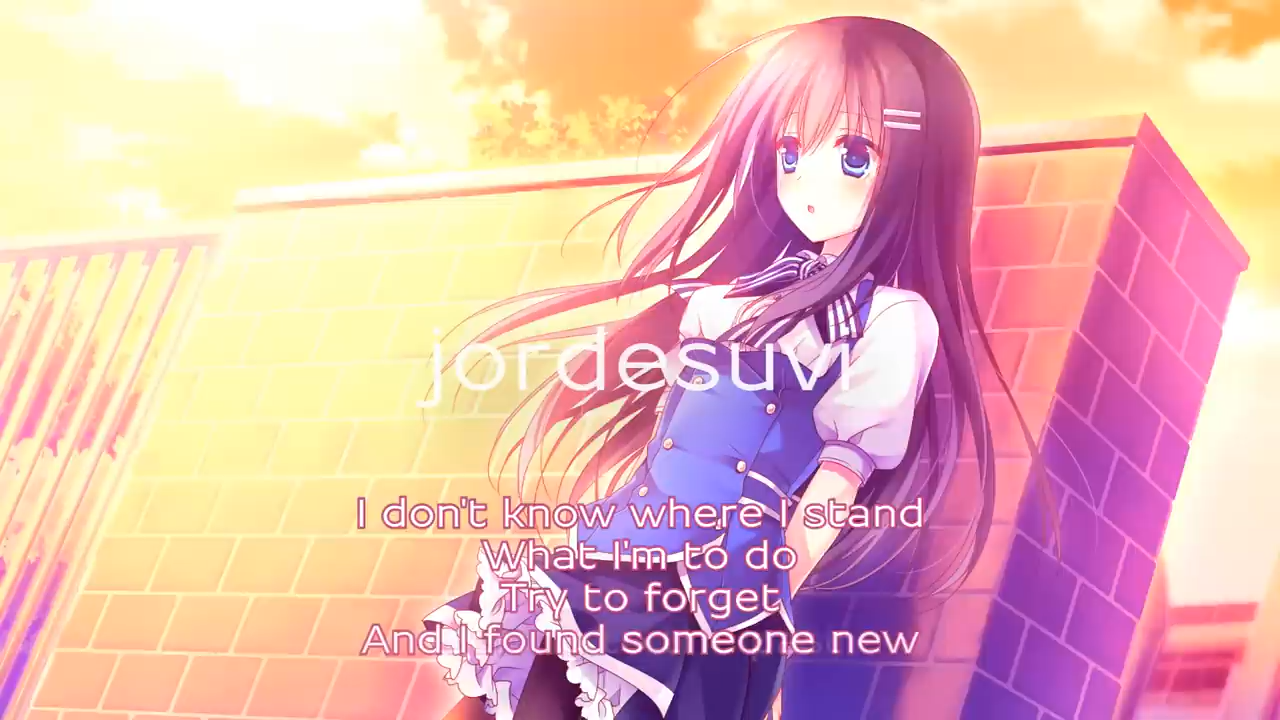 jordesuvi
I don't know where I stand
What I'm to do
Try to forget
And I found someone new